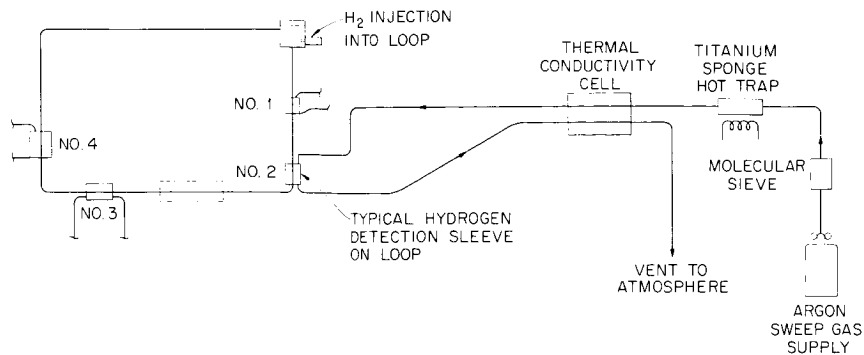 H2 INJECTION
INTO LOOP
THERMAL
CONDUCTIVITY
CELL
TITANIUM
SPONGE
HOT TRAP
NO. 1
NO. 4
NO. 2
MOLECULAR
SIEVE
NO. 3
TYPICAL HYDROGEN
DETECTION SLEEVE
ON LOOP
VENT TO
ATMOSPHERE
ARGON
SWEEP GAS
SUPPLY